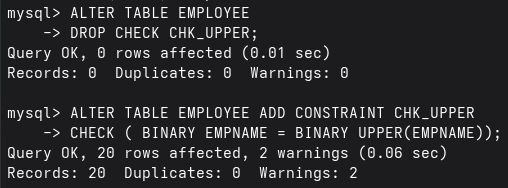 mysql> ALTER TABLE EMPLOYEE
    -> DROP CHECK CHK_UPPER;
Query OK, 0 rows affected (0.01 sec)
Records: 0  Duplicates: 0  Warnings: 0

mysql> ALTER TABLE EMPLOYEE ADD CONSTRAINT CHK_UPPER
    -> CHECK ( BINARY EMPNAME = BINARY UPPER(EMPNAME));
Query OK, 20 rows affected, 2 warnings (0.06 sec)
Records: 20  Duplicates: 0  Warnings: 2